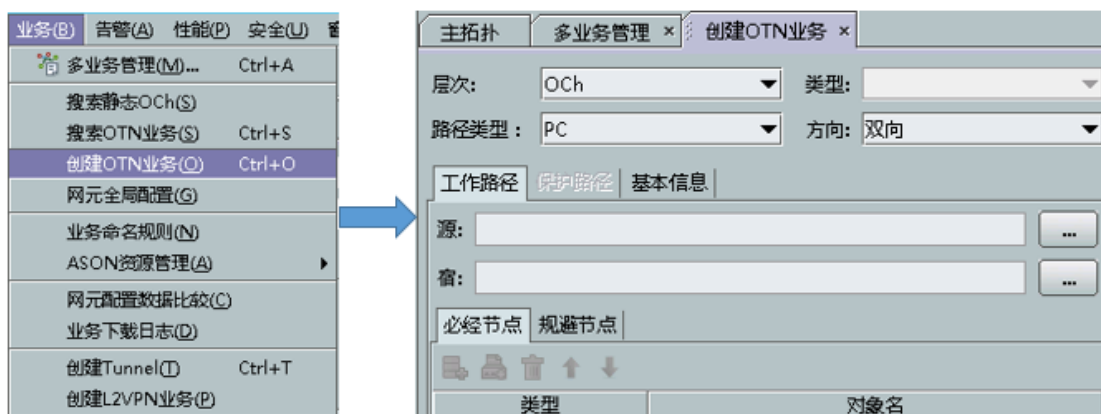 业务(B) 告警(A) 性能(P) 安全(U)
多业务管理(M)... Ctrl+A
搜索静态OCh(S)
搜索OTN业务(S) Ctrl+S
创建OTN业务(O) Ctrl+O
网元全局配置(G)
业务命名规则(N)
ASON资源管理(A)
网元配置数据比较(C)
业务下载日志(D)
创建Tunnel(T) Ctrl+T
创建L2VPN业务(P)
主拓扑 多业务管理 × 创建OTN业务 ×
层次: OCh 类型:
路径类型: PC 方向: 双向
工作路径 保护路径 基本信息
源: ...
宿: ...
必经节点 规避节点
类型 对象名